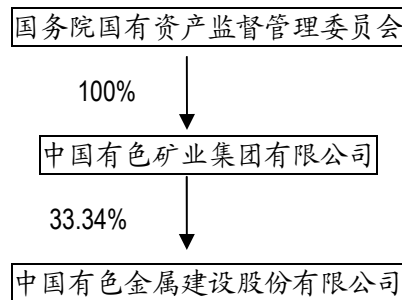 国务院国有资产监督管理委员会
100%
中国有色矿业集团有限公司
33.34%
中国有色金属建设股份有限公司